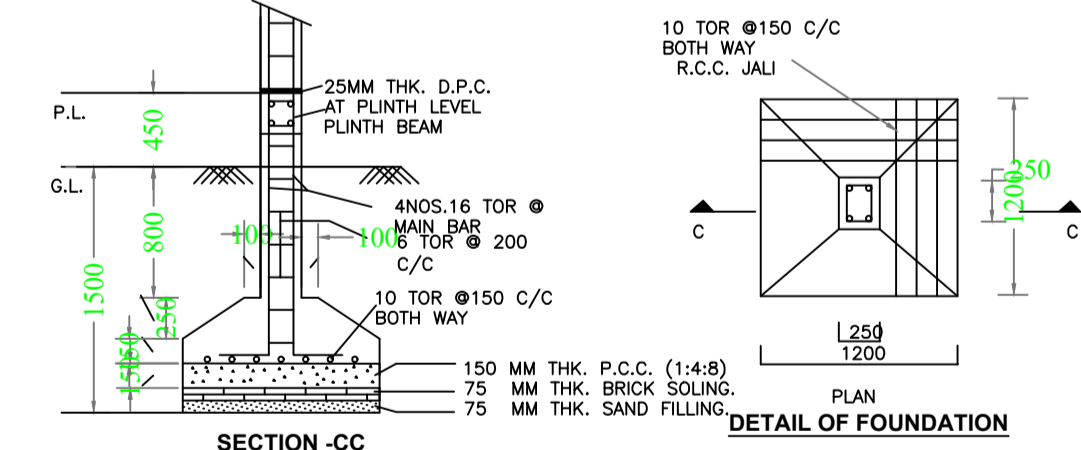 10 TOR @150 C/C
BOTH WAY
R.C.C. JALI
25MM THK. D.P.C.
AT PLINTH LEVEL
PLINTH BEAM
P.L.
450
G.L.
4NOS.16 TOR @
MAIN BAR
6 TOR @ 200
C/C
100
100
800
1500
250
10 TOR @150 C/C
BOTH WAY
150
150
150 MM THK. P.C.C. (1:4:8)
75 MM THK. BRICK SOLING.
75 MM THK. SAND FILLING.
SECTION -CC
C
C
250
1200
250
1200
PLAN
DETAIL OF FOUNDATION